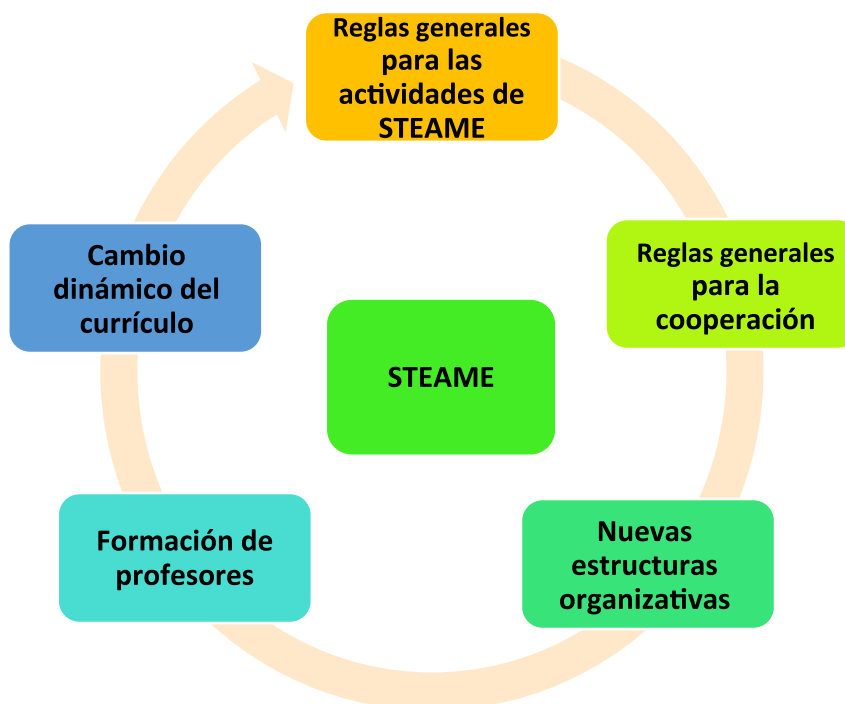 Reglas generales
para las
actividades de
STEAME
Reglas generales
para la
cooperación
Nuevas
estructuras
organizativas
Formación de
profesores
Cambio
dinámico del
currículo
STEAME